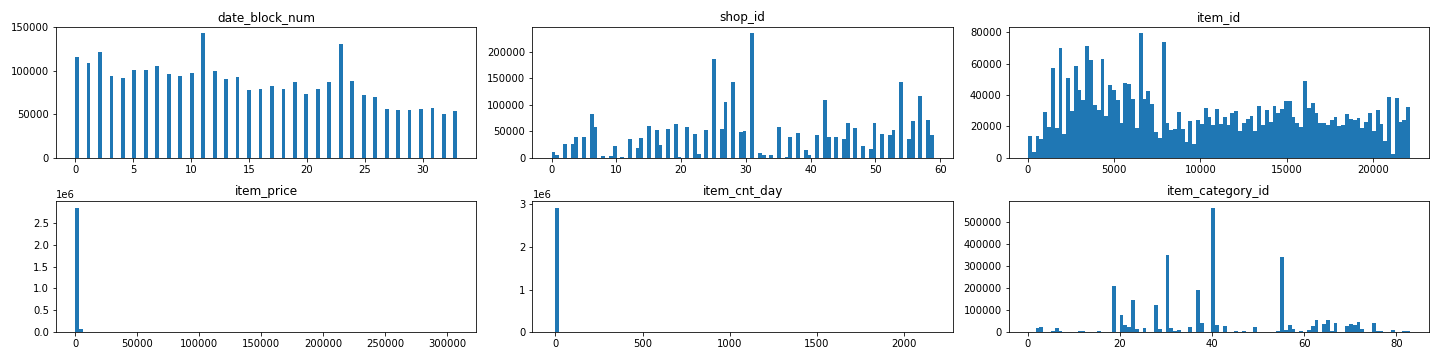 date_block_num
150000
100000
50000
0
0 5 10 15 20 25 30
shop_id
200000
150000
100000
50000
0
0 10 20 30 40 50 60
item_id
80000
60000
40000
20000
0
0 5000 10000 15000 20000
item_price
1e6
2.5
2.0
1.5
1.0
0.5
0.0
0 50000 100000 150000 200000 250000 300000
item_cnt_day
1e6
3
2
1
0
0 500 1000 1500 2000
item_category_id
500000
400000
300000
200000
100000
0
0 20 40 60 80